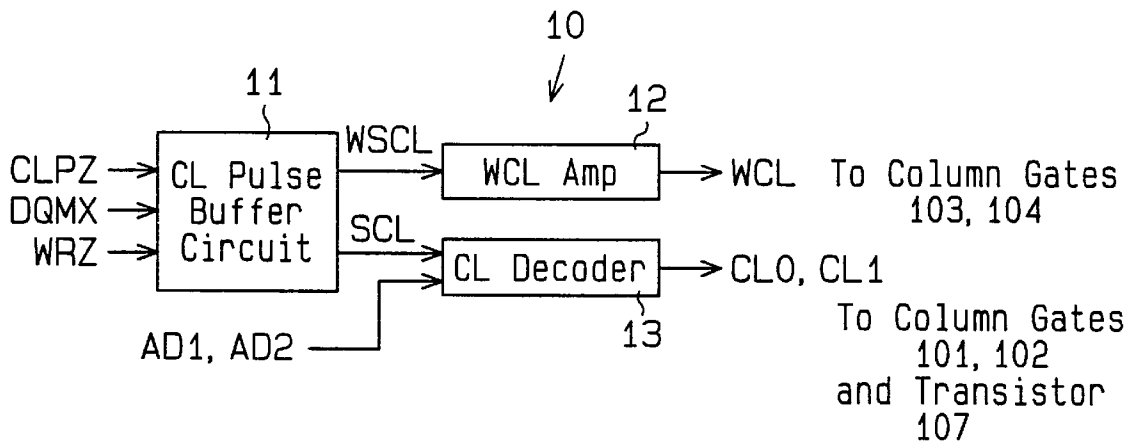 10
11
12
CLPZ
DQMX
WRZ
CL Pulse
Buffer
Circuit
WSCL
SCL
WCL Amp
WCL To Column Gates
103, 104
CL Decoder
13
CL0, CL1
AD1, AD2
To Column Gates
101, 102
and Transistor
107